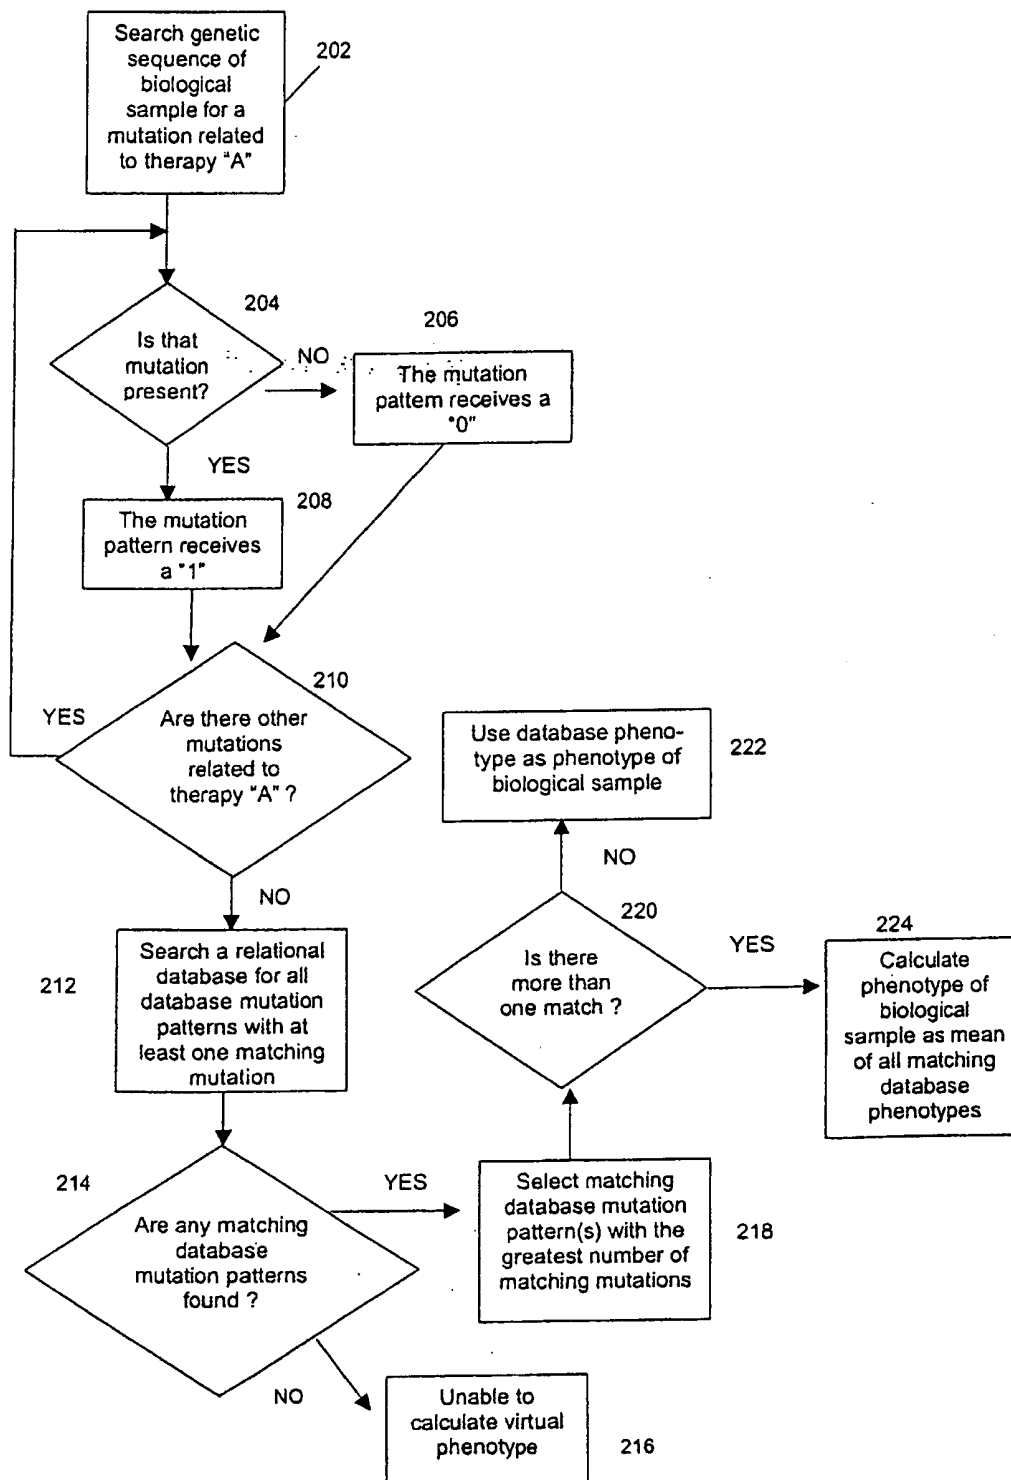 Search genetic
sequence of
biological
sample for a
mutation related
to therapy "A"
202
204
Is that
mutation
present?
NO
206
The mutation
pattern receives a
"0"
YES
208
The mutation
pattern receives
a "1"
210
YES
Are there other
mutations
related to
therapy "A" ?
NO
212
Search a relational
database for all
database mutation
patterns with at
least one matching
mutation
214
Are any matching
database
mutation patterns
found ?
YES
NO
Unable to
calculate virtual
phenotype
216
Select matching
database mutation
pattern(s) with the
greatest number of
matching mutations
218
220
Is there
more than
one match ?
NO
Use database pheno-
type as phenotype of
biological sample
222
YES
224
Calculate
phenotype of
biological
sample as mean
of all matching
database
phenotypes